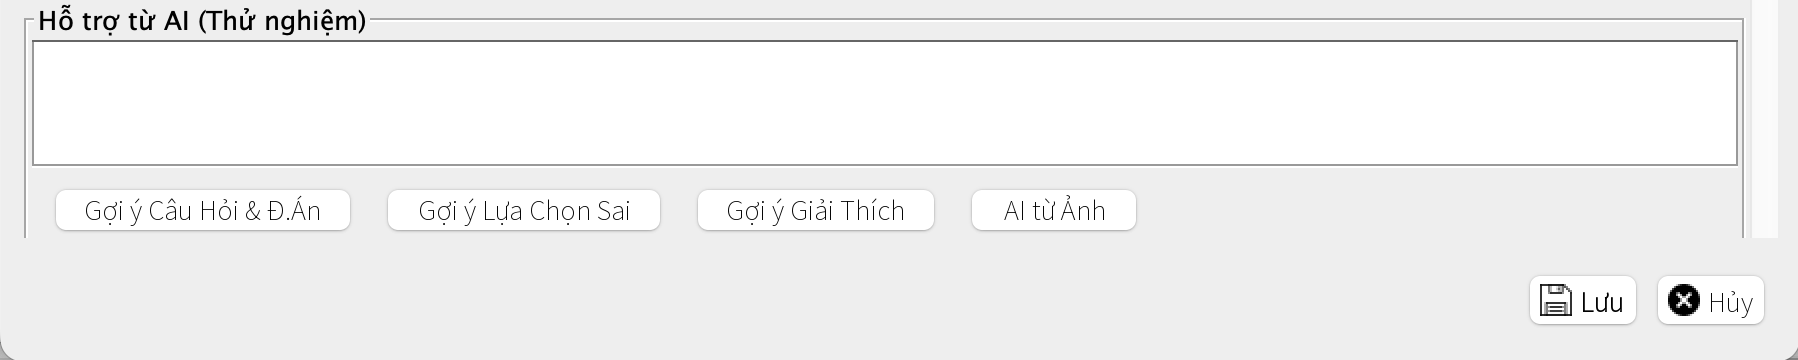 Hỗ trợ từ AI (Thử nghiệm)
Gợi ý Câu Hỏi & Đ.Án Gợi ý Lựa Chọn Sai Gợi ý Giải Thích AI từ Ảnh
Lưu Hủy